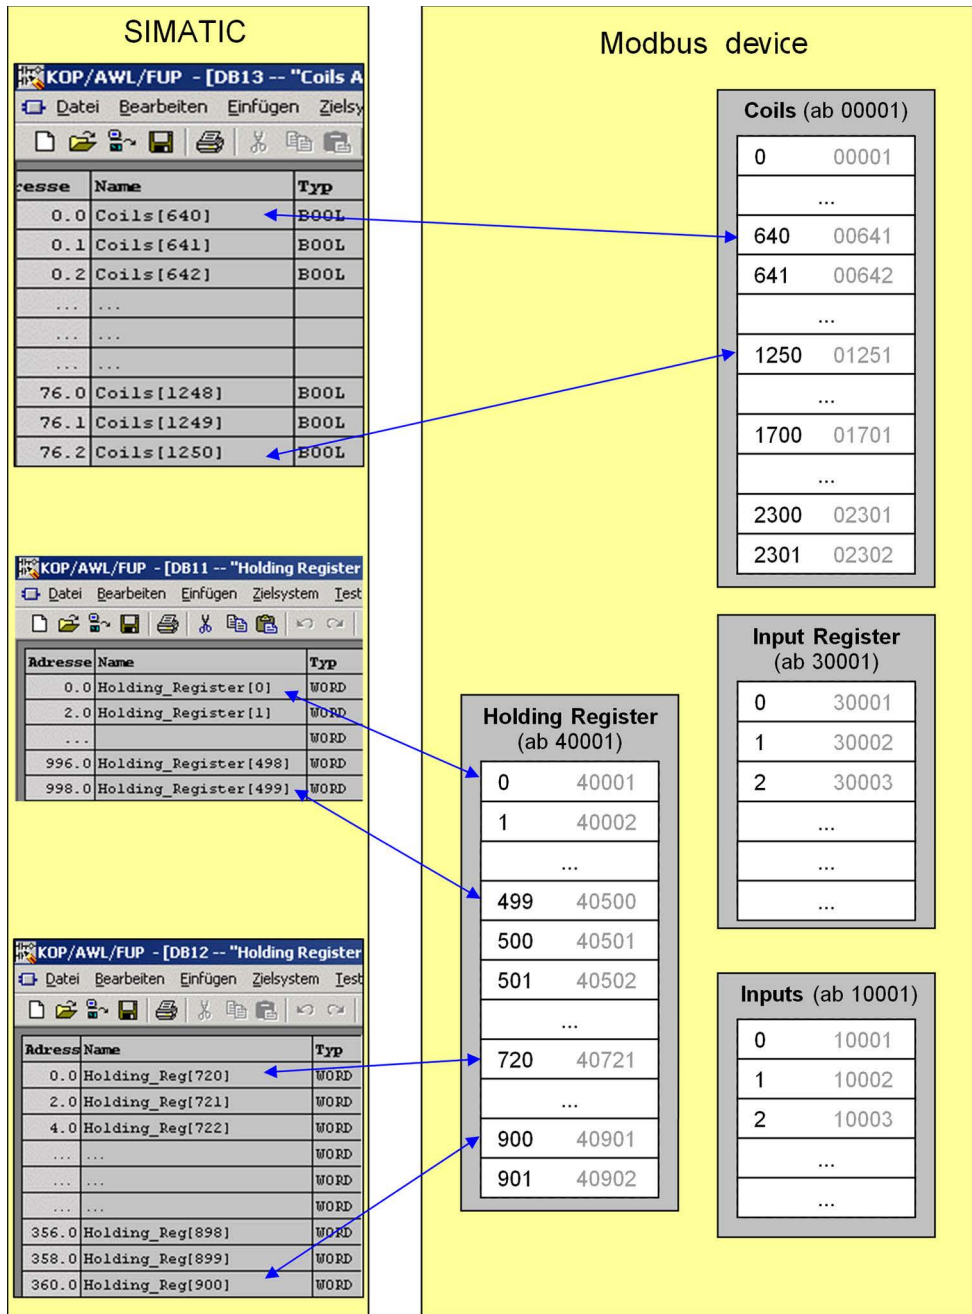 SIMATIC
KOP/AWL/FUP - [DB13 -- "Coils A
Datei Bearbeiten Einfügen Zielsy
resse Name Typ
0.0 Coils[640] BOOL
0.1 Coils[641] BOOL
0.2 Coils[642] BOOL
... ...
... ...
... ...
76.0 Coils[1248] BOOL
76.1 Coils[1249] BOOL
76.2 Coils[1250] BOOL
KOP/AWL/FUP - [DB11 -- "Holding Register
Datei Bearbeiten Einfügen Zielsystem Test
Adresse Name Typ
0.0 Holding_Register[0] WORD
2.0 Holding_Register[1] WORD
... WORD
996.0 Holding_Register[498] WORD
998.0 Holding_Register[499] WORD
KOP/AWL/FUP - [DB12 -- "Holding Register
Datei Bearbeiten Einfügen Zielsystem Test
Adress Name Typ
0.0 Holding_Reg[720] WORD
2.0 Holding_Reg[721] WORD
4.0 Holding_Reg[722] WORD
... ... WORD
... ... WORD
... ... WORD
356.0 Holding_Reg[898] WORD
358.0 Holding_Reg[899] WORD
360.0 Holding_Reg[900] WORD
Modbus device
Coils (ab 00001)
0 00001
...
640 00641
641 00642
...
1250 01251
...
1700 01701
...
2300 02301
2301 02302
Holding Register
(ab 40001)
0 40001
1 40002
...
499 40500
500 40501
501 40502
...
720 40721
...
900 40901
901 40902
Input Register
(ab 30001)
0 30001
1 30002
2 30003
...
...
...
Inputs (ab 10001)
0 10001
1 10002
2 10003
...
...